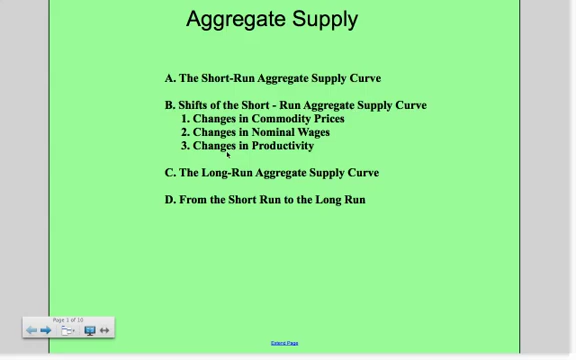 Aggregate Supply
A. The Short-Run Aggregate Supply Curve
B. Shifts of the Short - Run Aggregate Supply Curve
1. Changes in Commodity Prices
2. Changes in Nominal Wages
3. Changes in Productivity
C. The Long-Run Aggregate Supply Curve
D. From the Short Run to the Long Run
Page 1 of 10
Extend Page